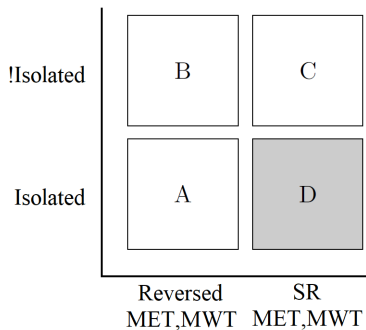 !Isolated
B
C
Isolated
A
D
Reversed
MET,MWT
SR
MET,MWT